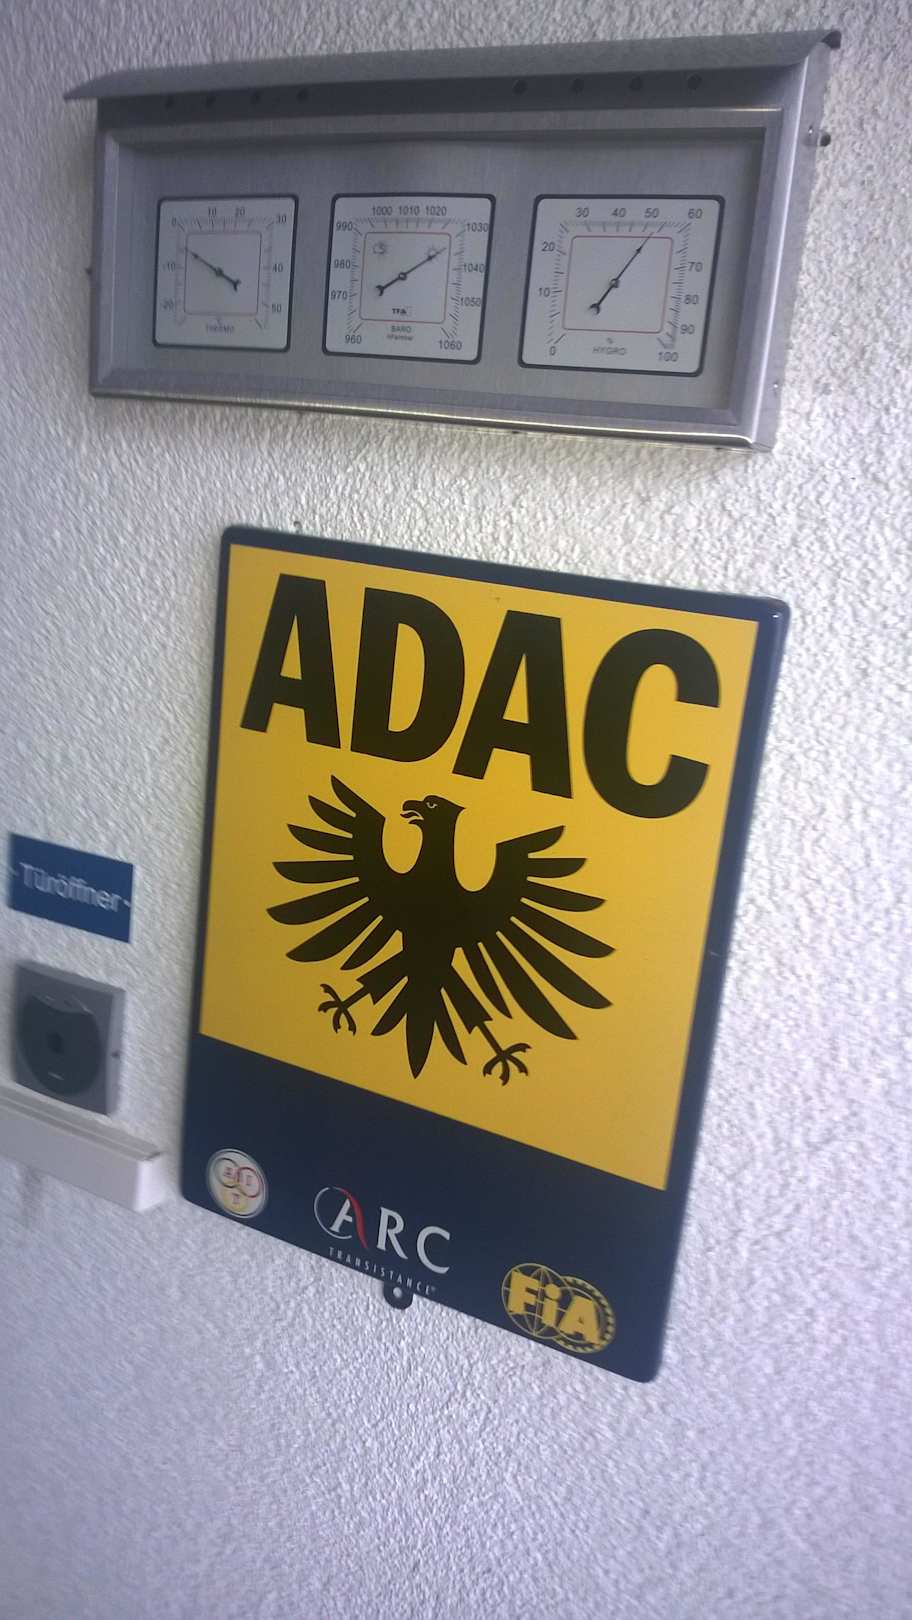 0 10 20 30
-10 40
-20 50
°C
THERMO
990 1000 1010 1020 1030
980 1040
970 1050
960 1060
TFA
BARO
hPa/mbar
20 30 40 50 60
10 70
80
90
0 100
%
HYGRO
ADAC
- Türöffner -
ARC
TRANSISTANCE
FiA